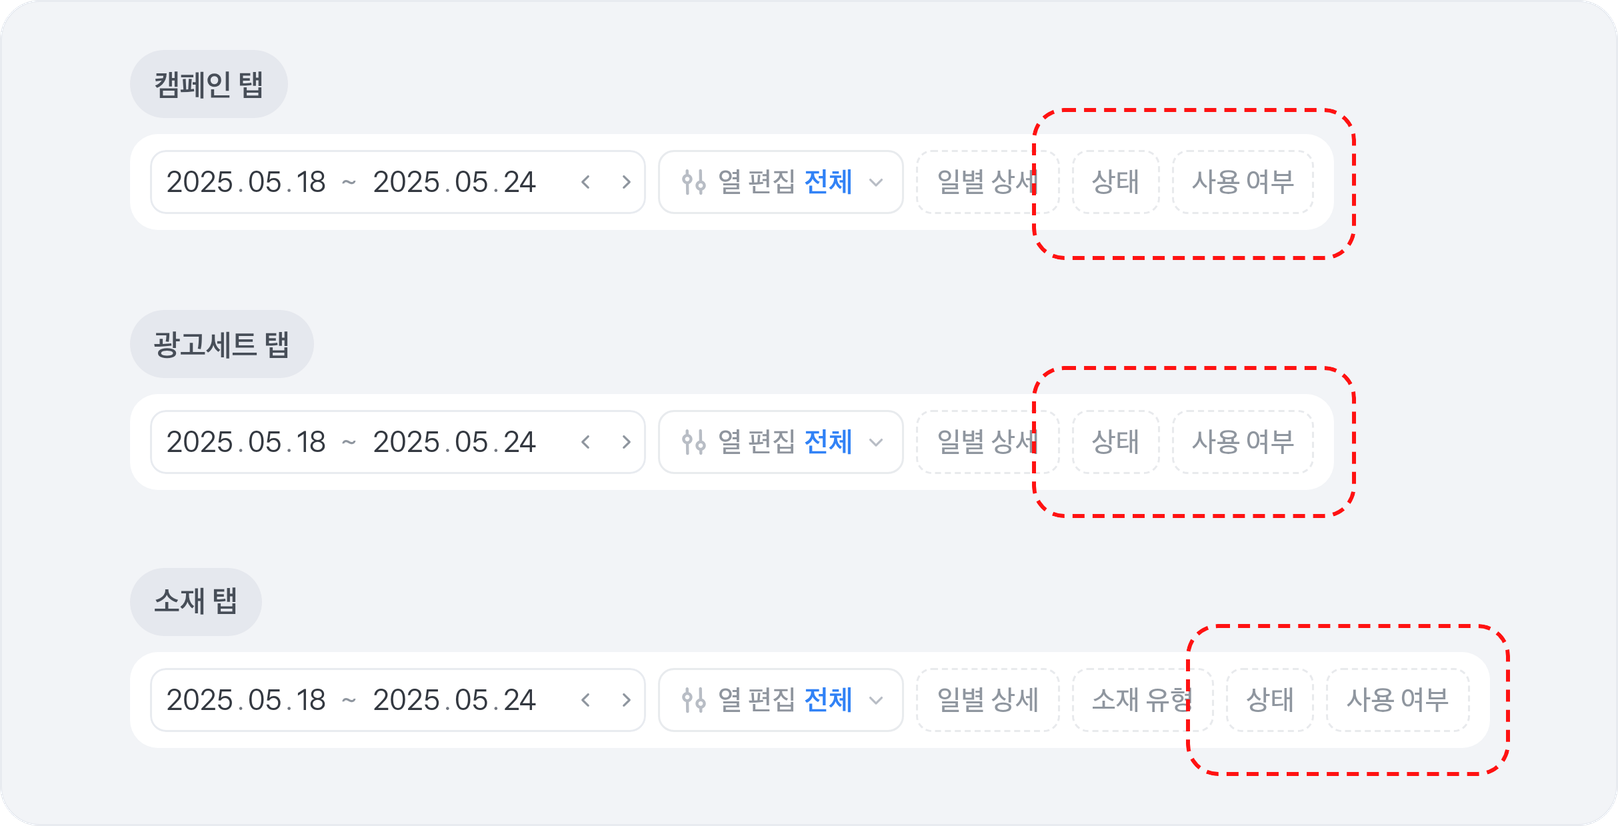 캠페인 탭
2025.05.18 ~ 2025.05.24 < > 열 편집 전체 일별 상세 상태 사용 여부
광고세트 탭
2025.05.18 ~ 2025.05.24 < > 열 편집 전체 일별 상세 상태 사용 여부
소재 탭
2025.05.18 ~ 2025.05.24 < > 열 편집 전체 일별 상세 소재 유형 상태 사용 여부